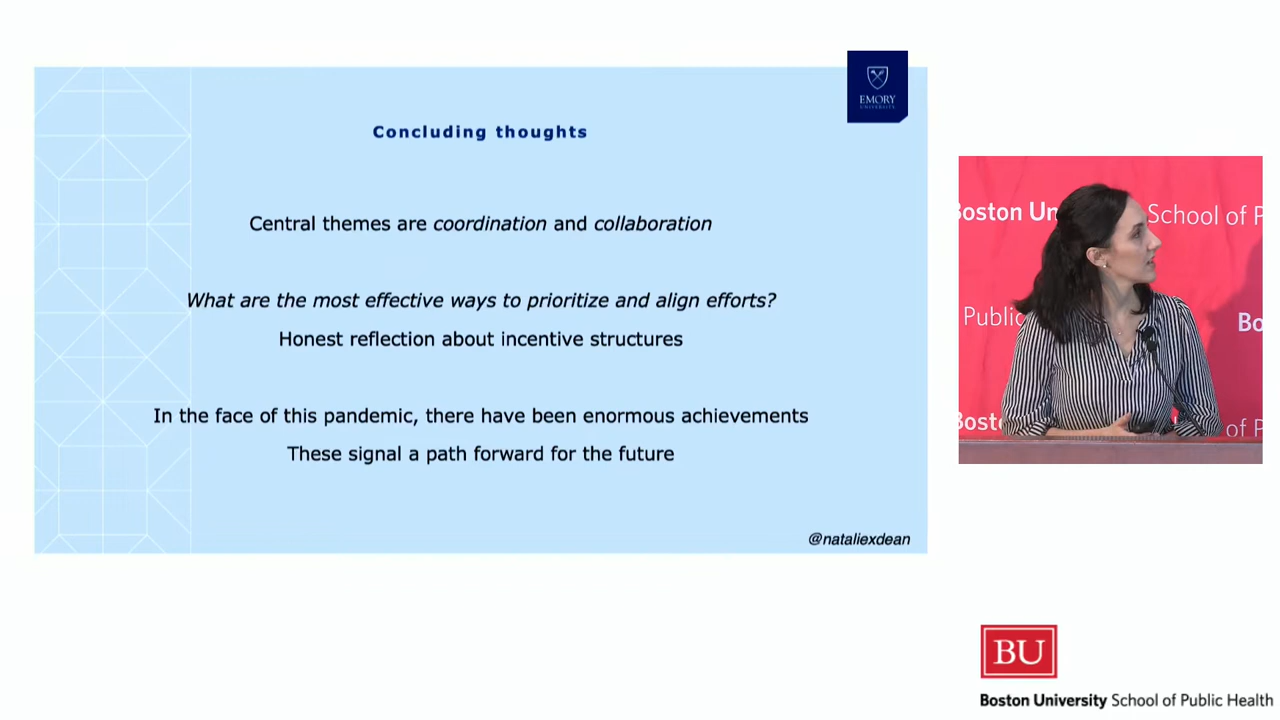 EMORY
UNIVERSITY
Concluding thoughts
Central themes are coordination and collaboration
What are the most effective ways to prioritize and align efforts?
Honest reflection about incentive structures
In the face of this pandemic, there have been enormous achievements
These signal a path forward for the future
@nataliexdean
Boston Un School of P
Public
Bo
Bost of P
BU
Boston University School of Public Health